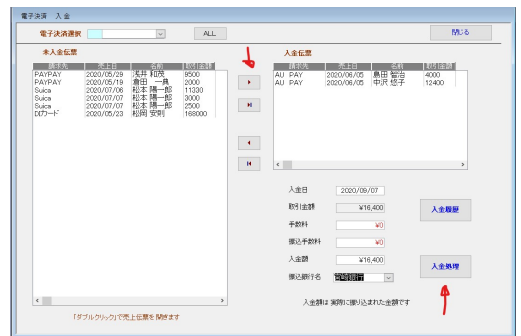 電子決済 入金
電子決済選択 ALL 閉じる
未入金伝票
請求先 売上日 名前 取引金額
PAYPAY 2020/05/29 浅井 和茂 9500
PAYPAY 2020/05/19 倉田 一典 2000
Suica 2020/07/06 松本 陽一郎 11330
Suica 2020/07/07 松本 陽一郎 3000
Suica 2020/07/07 松本 陽一郎 2500
IDカード 2020/05/23 松岡 安則 168000
「ダブルクリック」で売上伝票を開きます
入金伝票
請求先 売上日 名前 取引金額
AU PAY 2020/06/05 島田 智治 4000
AU PAY 2020/06/05 中沢 悠子 12400
入金日 2020/09/07
取引金額 ¥16,400 入金履歴
手数料 ¥0
振込手数料 ¥0
入金額 ¥16,400 入金処理
振込銀行名 宮崎銀行
入金額は 実際に振り込まれた金額です